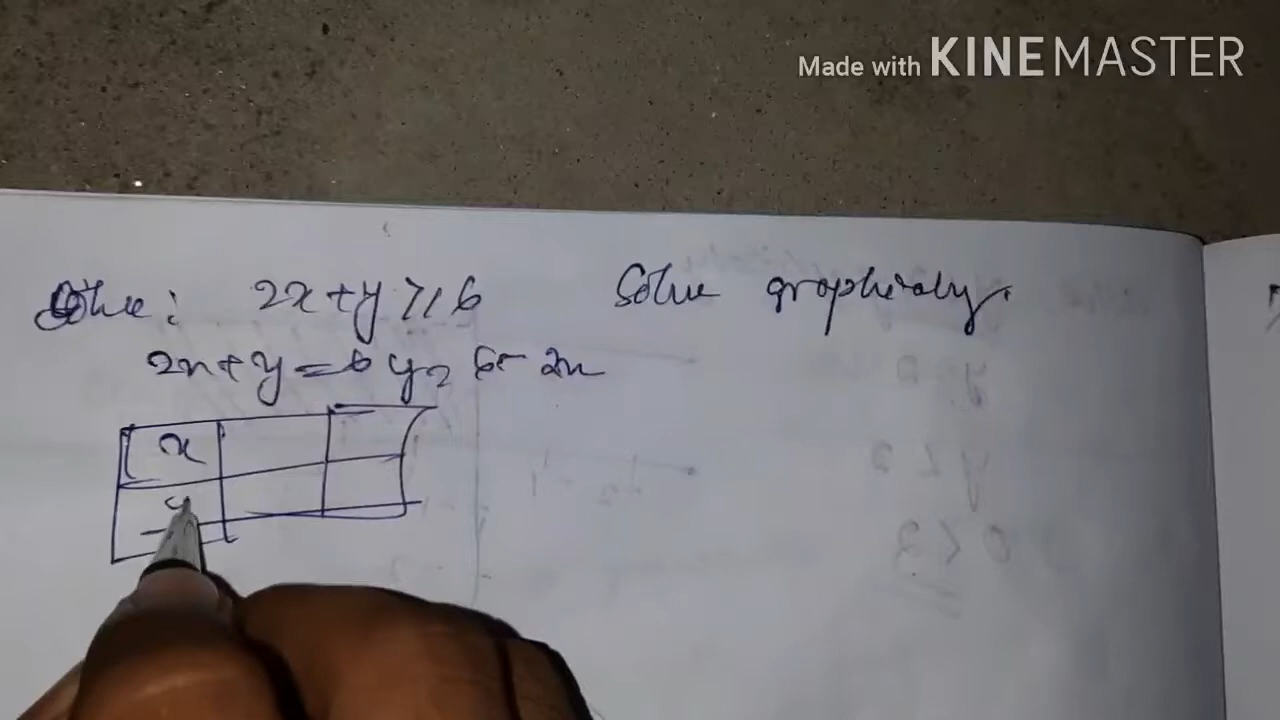 Made with KINEMASTER
Solve: 2x+y ≥ 6 Solve graphically.
2x+y=6 y= 6-2x
x
y